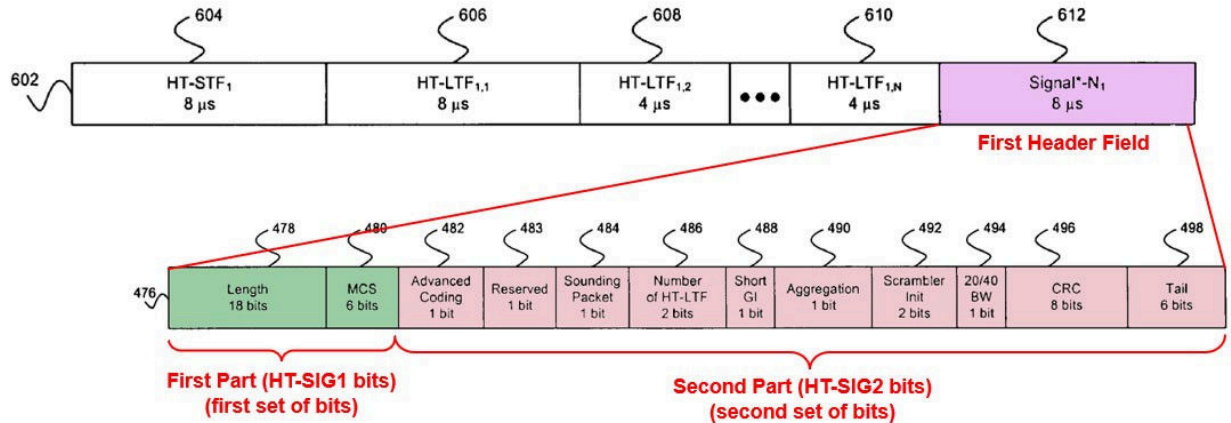 604
606
608
610
612
602
HT-STF1
8 µs
HT-LTF1,1
8 µs
HT-LTF1,2
4 µs
•••
HT-LTF1,N
4 µs
Signal*-N1
8 µs
First Header Field
478
480
482
483
484
486
488
490
492
494
496
498
476
Length
18 bits
MCS
6 bits
Advanced
Coding
1 bit
Reserved
1 bit
Sounding
Packet
1 bit
Number
of HT-LTF
2 bits
Short
GI
1 bit
Aggregation
1 bit
Scrambler
Init
2 bits
20/40
BW
1 bit
CRC
8 bits
Tail
6 bits
First Part (HT-SIG1 bits)
(first set of bits)
Second Part (HT-SIG2 bits)
(second set of bits)